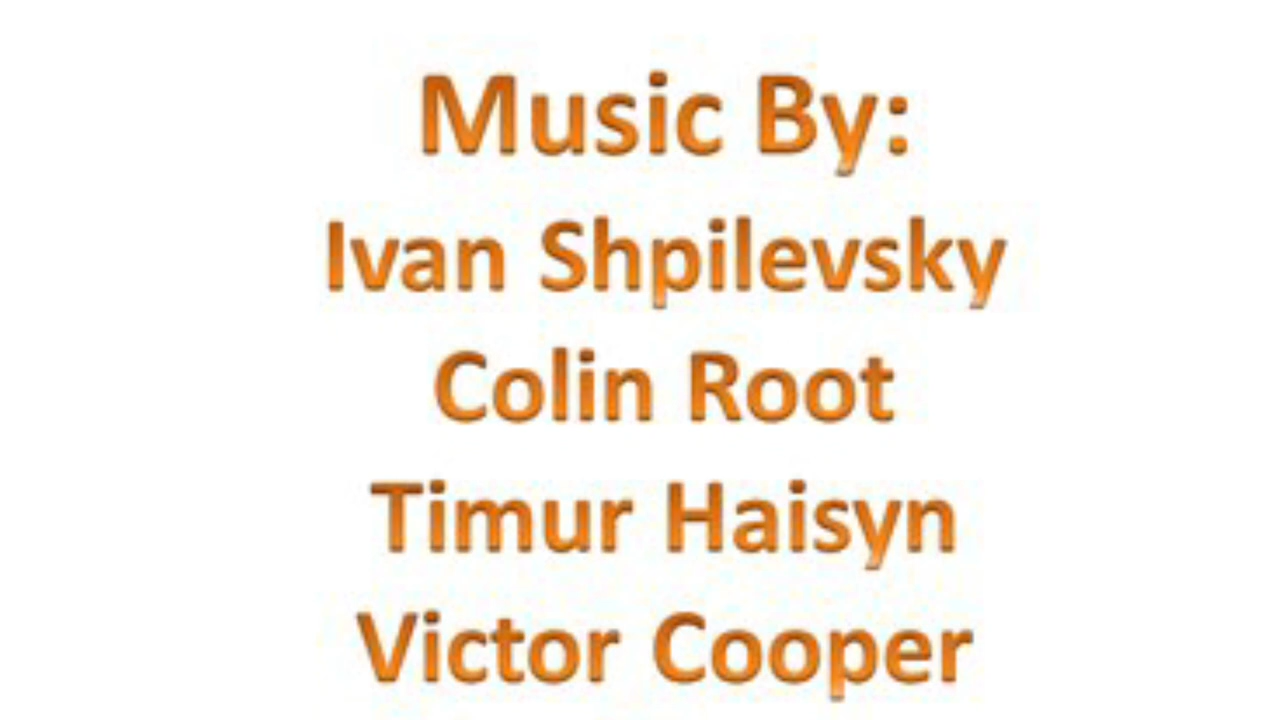 Music By:
Ivan Shpilevsky
Colin Root
Timur Haisyn
Victor Cooper